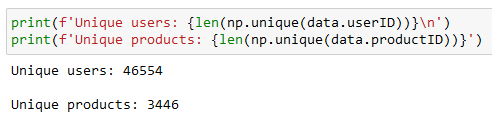 print(f'Unique users: {len(np.unique(data.userID))}\n')
print(f'Unique products: {len(np.unique(data.productID))}')
Unique users: 46554
Unique products: 3446